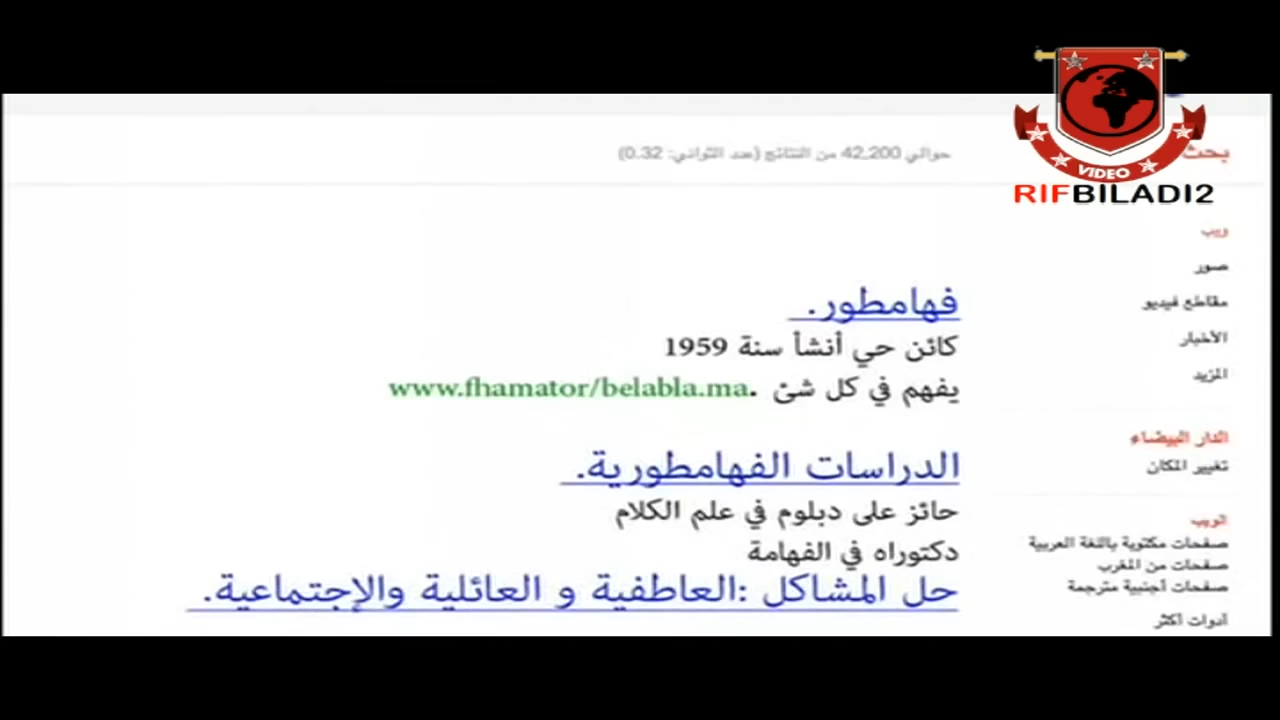 VIDEO
RIFBILADI2
بحث
حوالي 42,200 من النتائج (عدد الثواني: 0.32)
ويب
صور
مقاطع فيديو
الأخبار
المزيد
الدار البيضاء
تغيير المكان
الويب
صفحات مكتوبة باللغة العربية
صفحات من المغرب
صفحات أجنبية مترجمة
أدوات أكثر
فهامطور.
كائن حي أنشأ سنة 1959
يفهم في كل شئ .www.fhamator/belabla.ma
الدراسات الفهامطورية.
حائز على دبلوم في علم الكلام
دكتوراه في الفهامة
حل المشاكل :العاطفية و العائلية والإجتماعية.